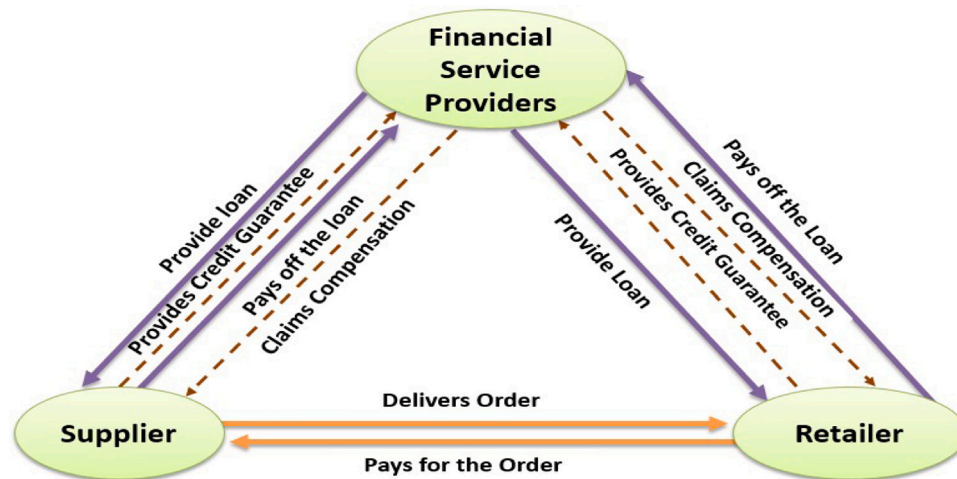 Financial
Service
Providers
Provide loan
Provides Credit Guarantee
Pays off the loan
Claims Compensation
Provide Loan
Provides Credit Guarantee
Claims Compensation
Pays off the Loan
Supplier
Delivers Order
Pays for the Order
Retailer